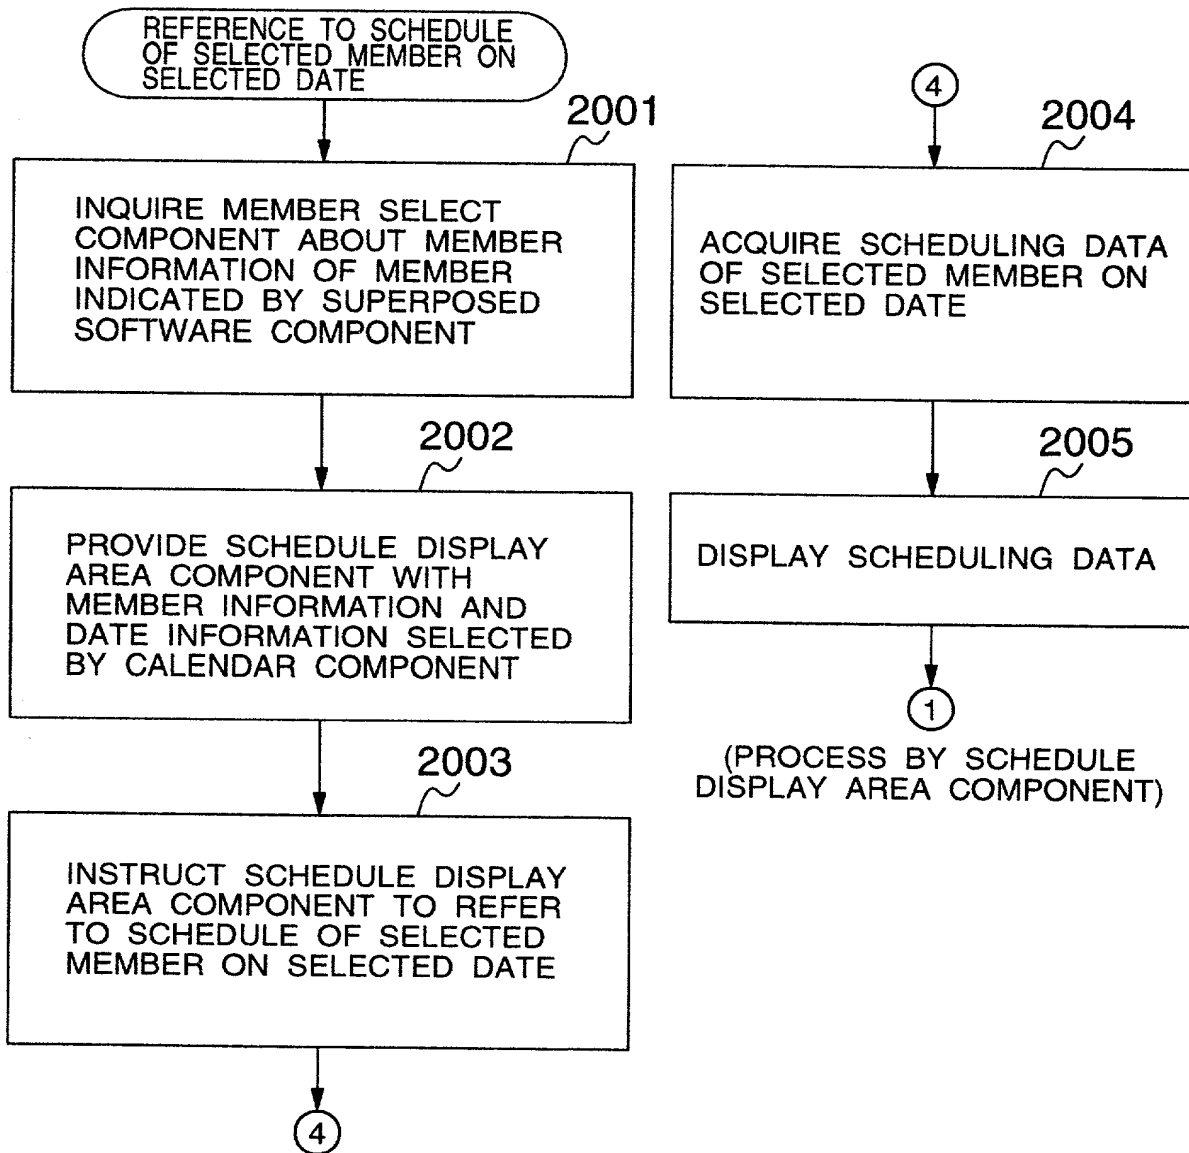 REFERENCE TO SCHEDULE
OF SELECTED MEMBER ON
SELECTED DATE
2001
INQUIRE MEMBER SELECT
COMPONENT ABOUT MEMBER
INFORMATION OF MEMBER
INDICATED BY SUPERPOSED
SOFTWARE COMPONENT
2002
PROVIDE SCHEDULE DISPLAY
AREA COMPONENT WITH
MEMBER INFORMATION AND
DATE INFORMATION SELECTED
BY CALENDAR COMPONENT
2003
INSTRUCT SCHEDULE DISPLAY
AREA COMPONENT TO REFER
TO SCHEDULE OF SELECTED
MEMBER ON SELECTED DATE
4
4
2004
ACQUIRE SCHEDULING DATA
OF SELECTED MEMBER ON
SELECTED DATE
2005
DISPLAY SCHEDULING DATA
1
(PROCESS BY SCHEDULE
DISPLAY AREA COMPONENT)